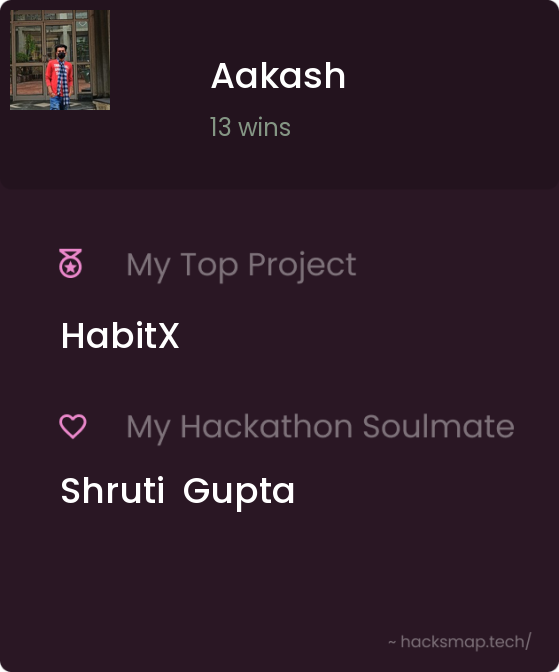 Aakash
13 wins
My Top Project
HabitX
My Hackathon Soulmate
Shruti Gupta
~ hacksmap.tech/